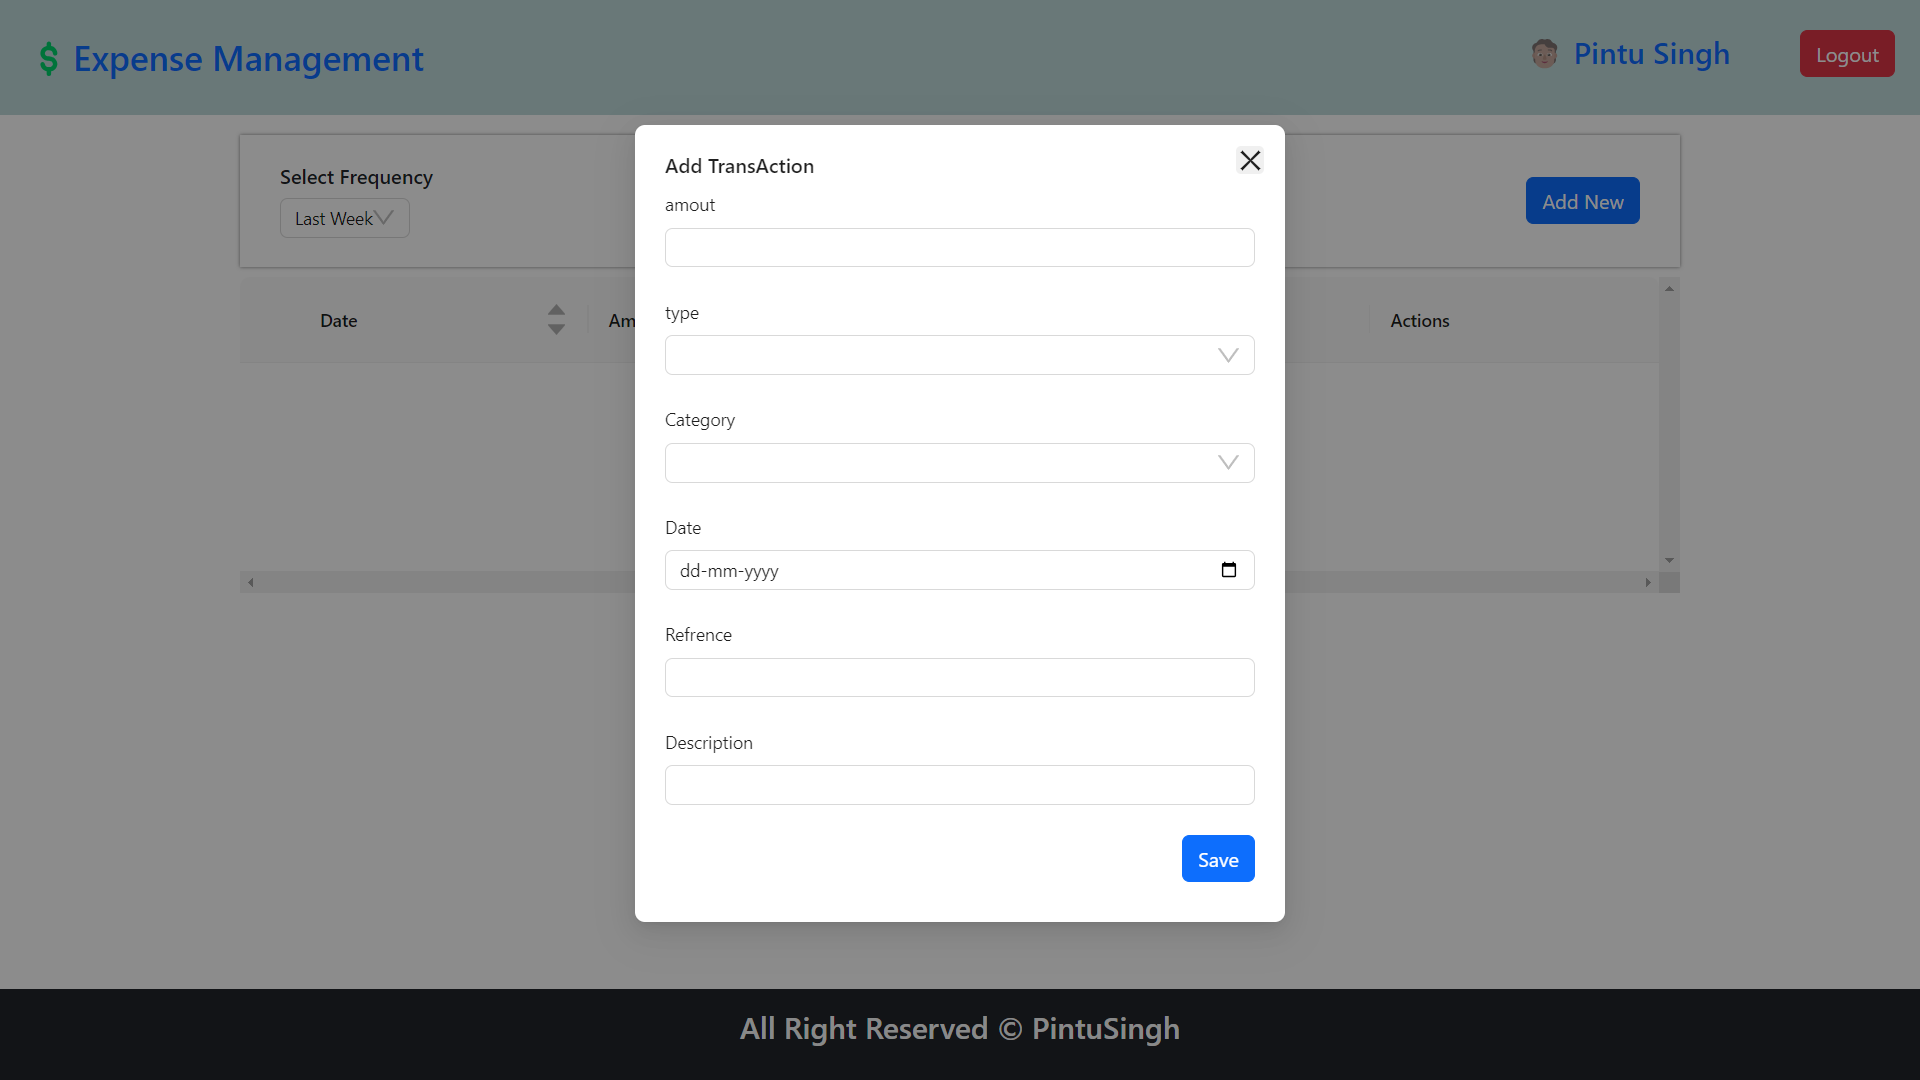 Expense Management
Pintu Singh
Logout
Select Frequency
Last Week
Add New
Date
Am
Actions
Add TransAction
amout
type
Category
Date
dd-mm-yyyy
Refrence
Description
Save
All Right Reserved © PintuSingh